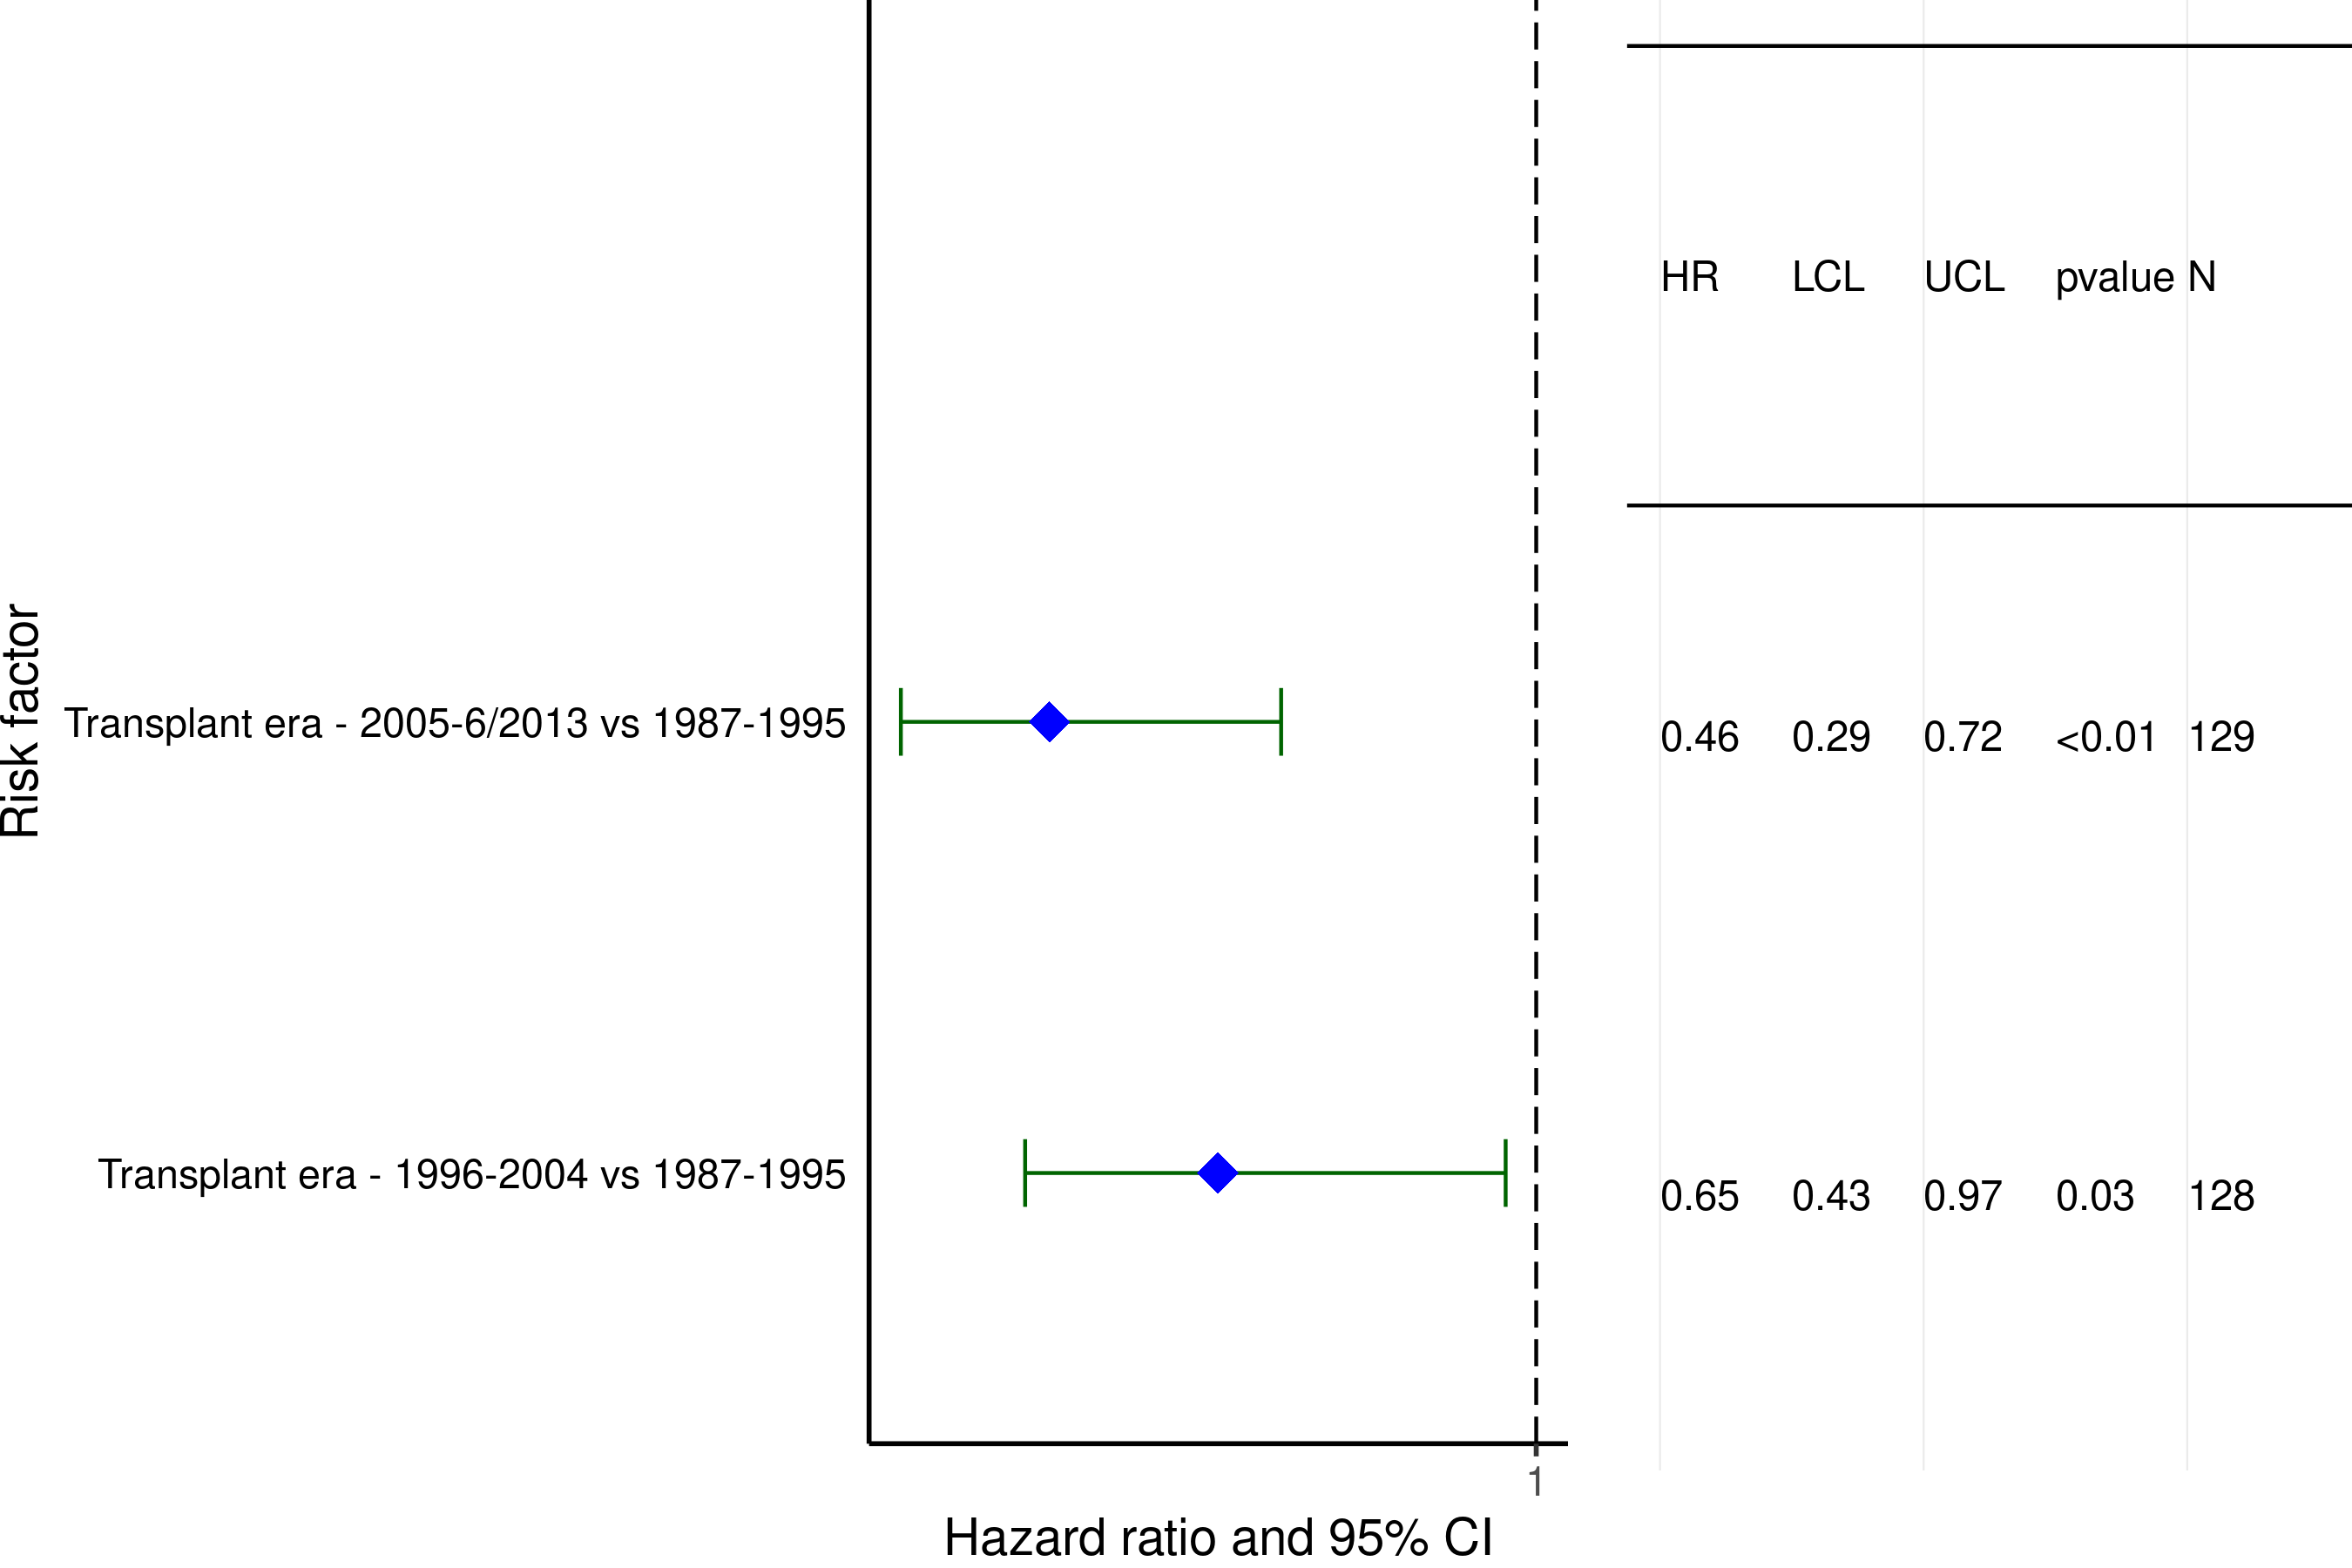 HR LCL UCL pvalue N
Risk factor
Transplant era - 2005-6/2013 vs 1987-1995 0.46 0.29 0.72 <0.01 129
Transplant era - 1996-2004 vs 1987-1995 0.65 0.43 0.97 0.03 128
1
Hazard ratio and 95% CI